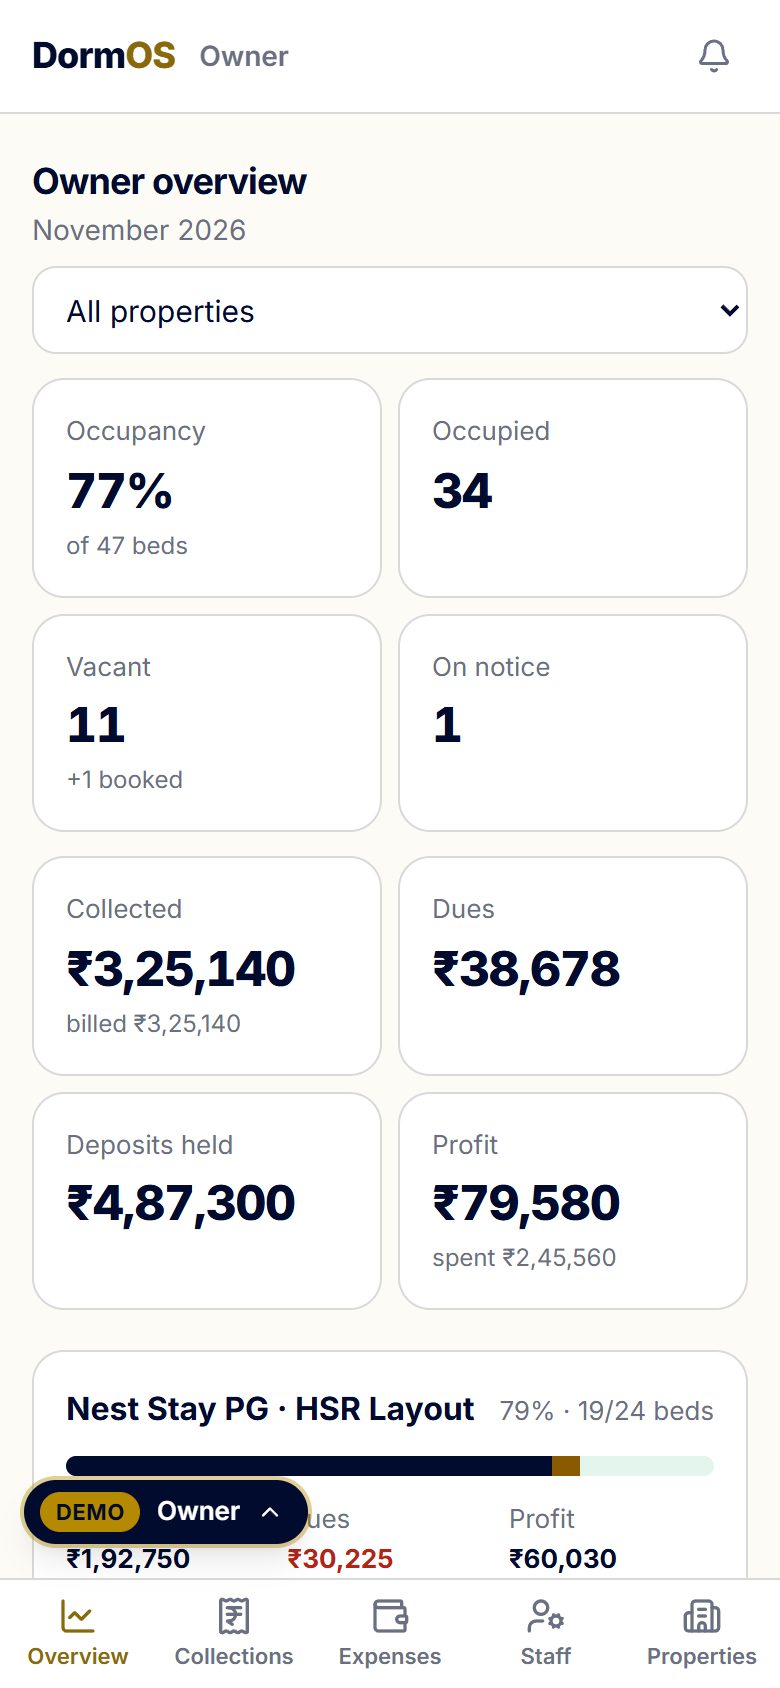 DormOS Owner
Owner overview
November 2026
All properties
Occupancy
77%
of 47 beds
Occupied
34
Vacant
11
+1 booked
On notice
1
Collected
₹3,25,140
billed ₹3,25,140
Dues
₹38,678
Deposits held
₹4,87,300
Profit
₹79,580
spent ₹2,45,560
Nest Stay PG · HSR Layout 79% · 19/24 beds
DEMO Owner
ues
Profit
₹1,92,750 ₹30,225 ₹60,030
Overview Collections Expenses Staff Properties